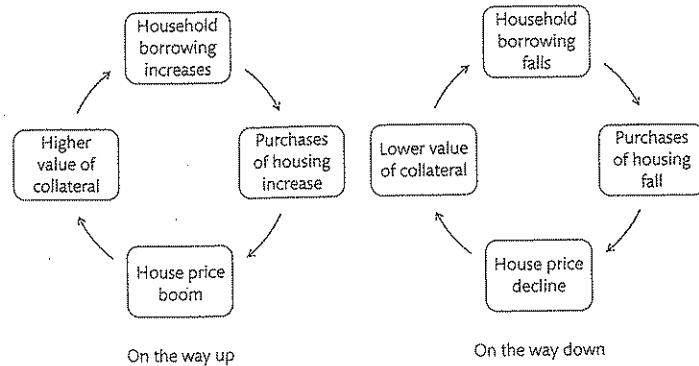 Household
borrowing
increases
Purchases
of housing
increase
House price
boom
Higher
value of
collateral
On the way up
Household
borrowing
falls
Purchases
of housing
fall
House price
decline
Lower value
of collateral
On the way down